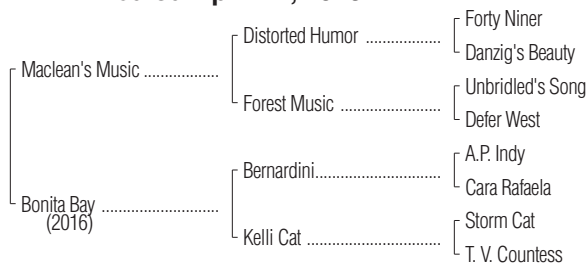 Forty Niner
Distorted Humor ....................
Danzig's Beauty
Maclean's Music ....................
Unbridled's Song
Forest Music ........................
Defer West
A.P. Indy
Bernardini.................................
Cara Rafaela
Bonita Bay ................................
(2016)
Storm Cat
Kelli Cat ...................................
T. V. Countess